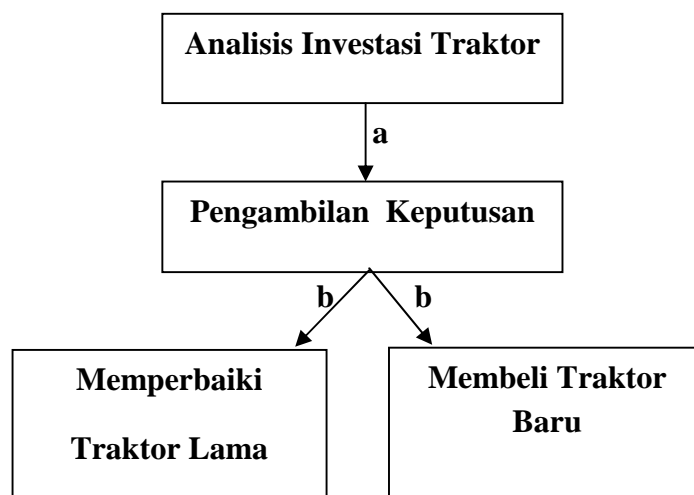 Analisis Investasi Traktor
a
Pengambilan Keputusan
b b
Memperbaiki
Traktor Lama
Membeli Traktor
Baru